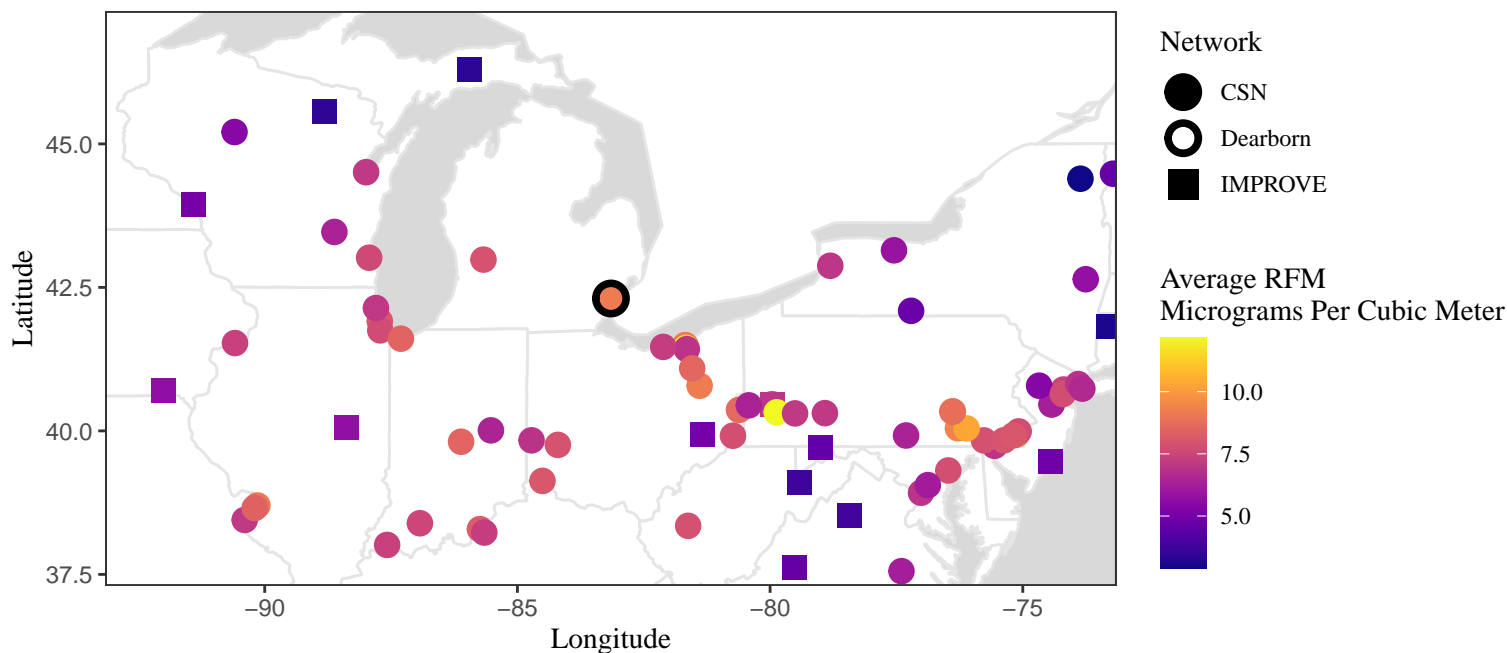 45.0
42.5
40.0
37.5
Latitude
−90
−85
−80
−75
Longitude
Network
CSN
Dearborn
IMPROVE
Average RFM
Micrograms Per Cubic Meter
10.0
7.5
5.0